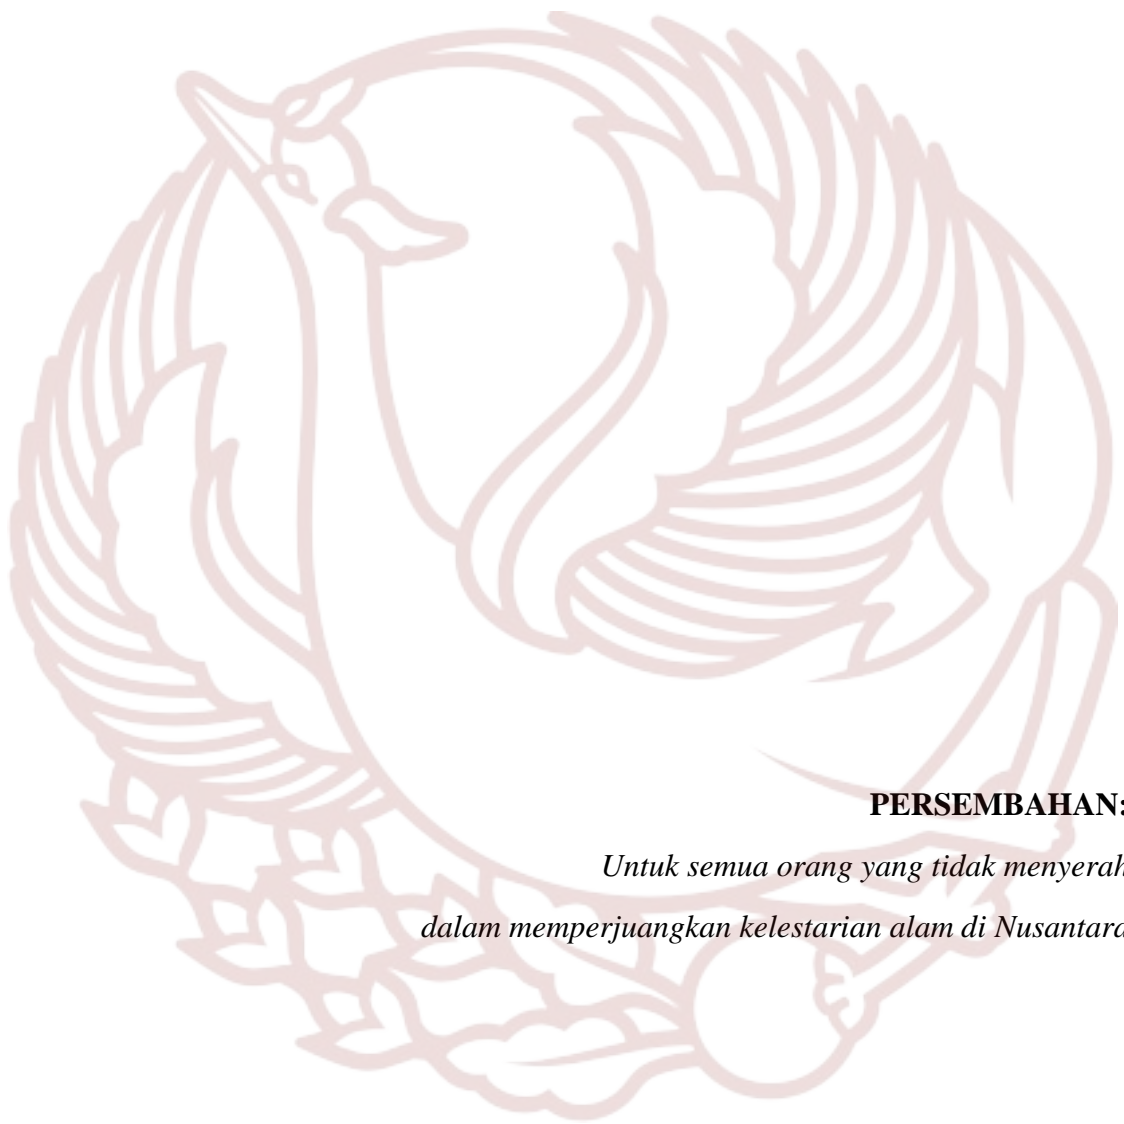 PERSEMBAHAN:
Untuk semua orang yang tidak menyerah
dalam memperjuangkan kelestarian alam di Nusantara